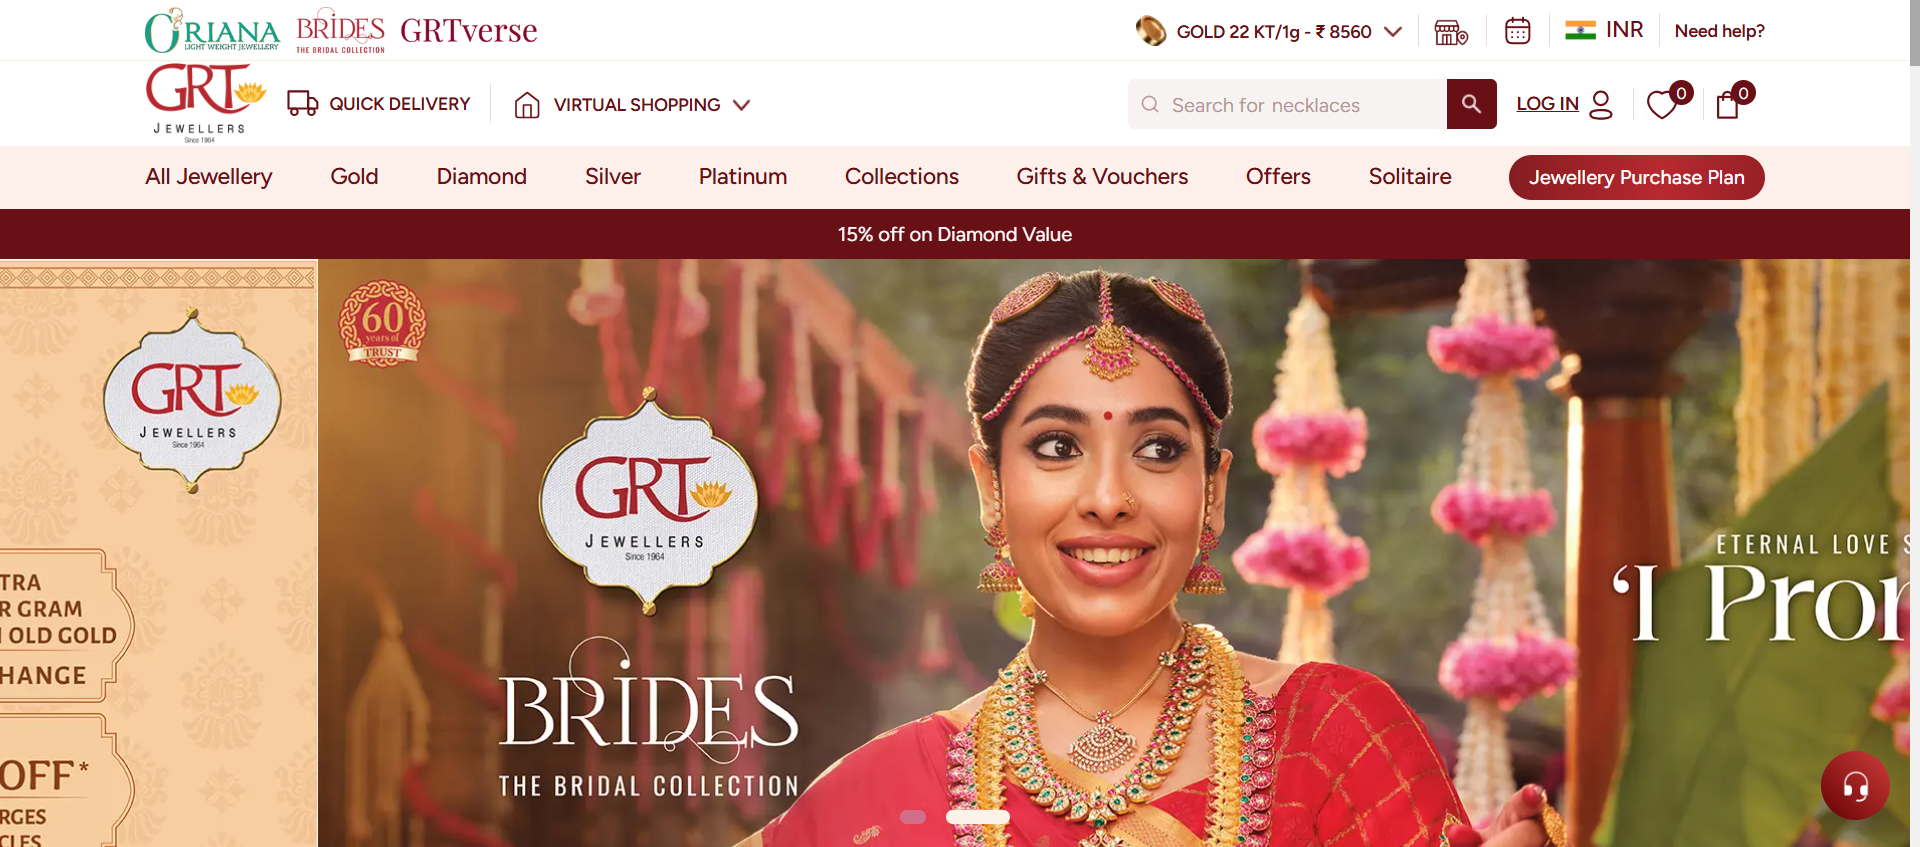 ORIANA
LIGHT WEIGHT JEWELLERY
BRIDES
THE BRIDAL COLLECTION
GRTverse
GOLD 22 KT/1g - ₹ 8560
INR
Need help?
GRT
JEWELLERS
Since 1964
QUICK DELIVERY
VIRTUAL SHOPPING
Search for necklaces
LOG IN
0
0
All Jewellery
Gold
Diamond
Silver
Platinum
Collections
Gifts & Vouchers
Offers
Solitaire
Jewellery Purchase Plan
15% off on Diamond Value
GRT
JEWELLERS
Since 1964
TRA
R GRAM
OLD GOLD
HANGE
OFF*
RGES
CLES
60
years of
TRUST
GRT
JEWELLERS
Since 1964
BRIDES
THE BRIDAL COLLECTION
ETERNAL LOVE S
‘I Pron